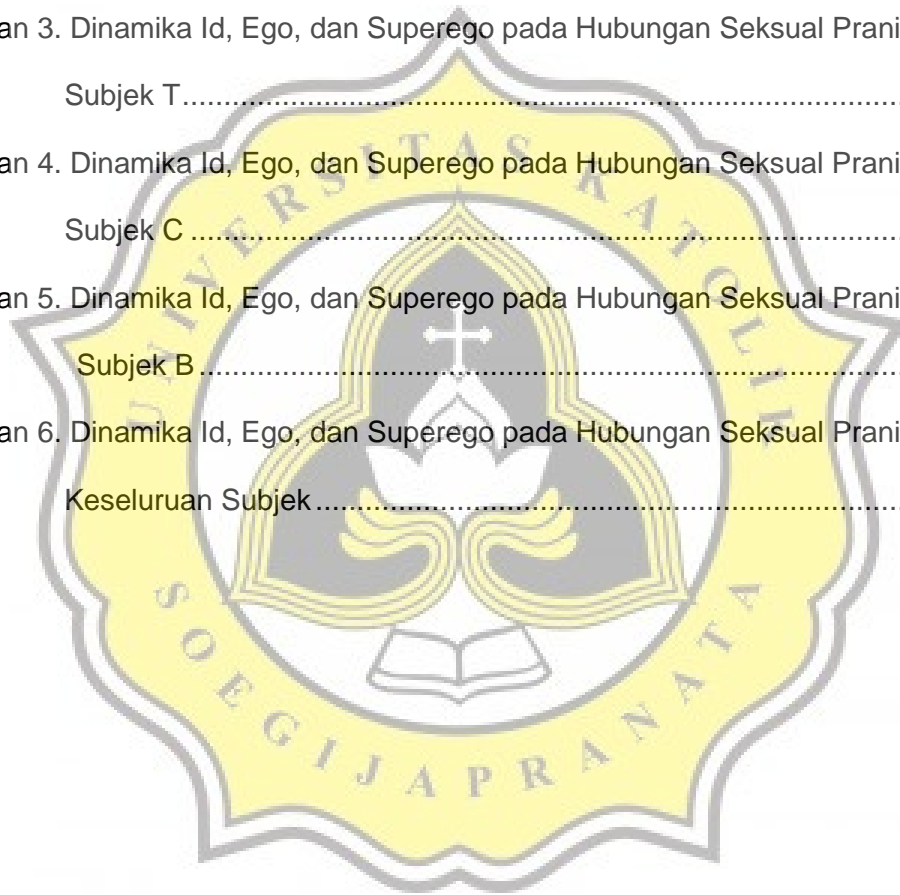 an 3. Dinamika Id, Ego, dan Superego pada Hubungan Seksual Prani
Subjek T..........................................................................................
an 4. Dinamika Id, Ego, dan Superego pada Hubungan Seksual Prani
Subjek C ..........................................................................................
an 5. Dinamika Id, Ego, dan Superego pada Hubungan Seksual Prani
Subjek B ..........................................................................................
an 6. Dinamika Id, Ego, dan Superego pada Hubungan Seksual Prani
Keseluruan Subjek ..........................................................................
UNIVERSITAS KATOLIK
SOEGIJAPRANATA